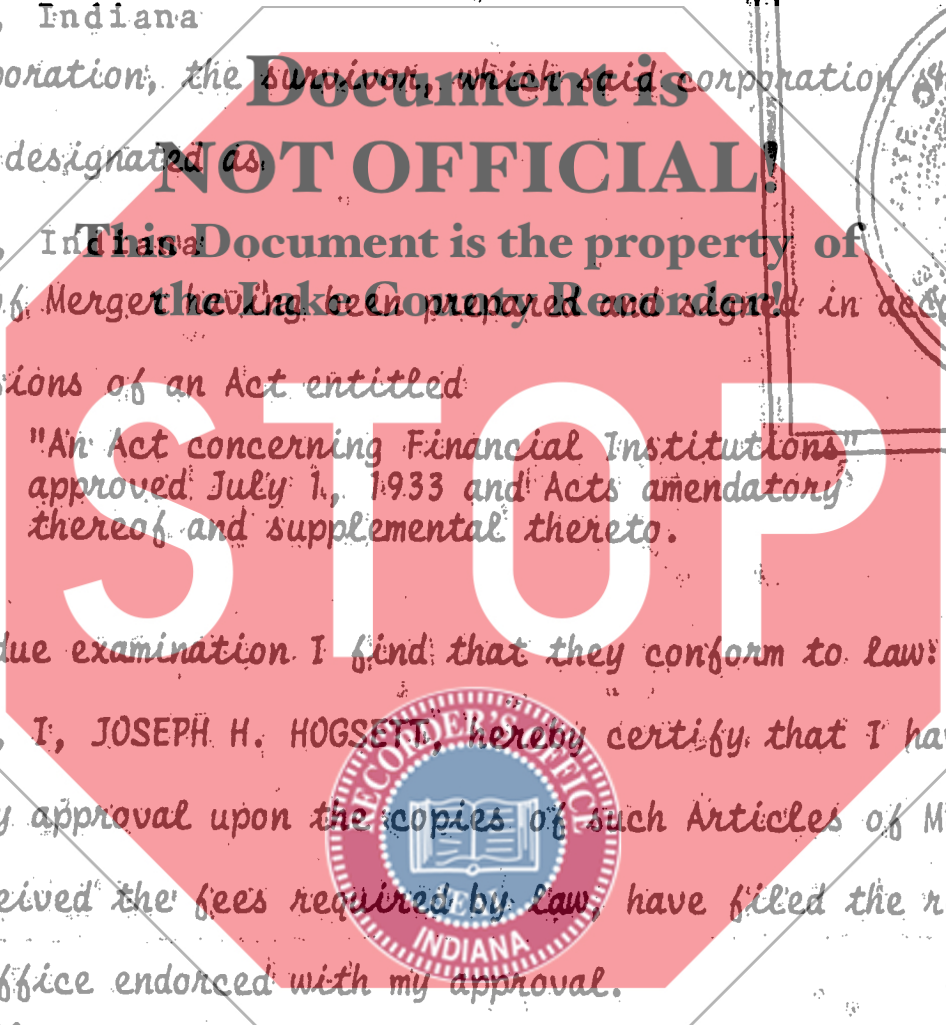 , Indiana
poration, the survivor, which said corporation
designated as
, Indiana
of Merger having been prepared and signed in
sions of an Act entitled
"An Act concerning Financial Institutions"
approved July 1, 1933 and Acts amendatory
thereof and supplemental thereto.
due examination I find that they conform to law:
, I, JOSEPH H. HOGSETT, hereby certify that I ha
y approval upon the copies of such Articles of M
eived the fees required by law, have filed the r
ffice endorced with my approval.
Document is
NOT OFFICIAL!
This Document is the property of
the Lake County Recorder!
STOP
RECORDER'S OFFICE
SEAL
INDIANA